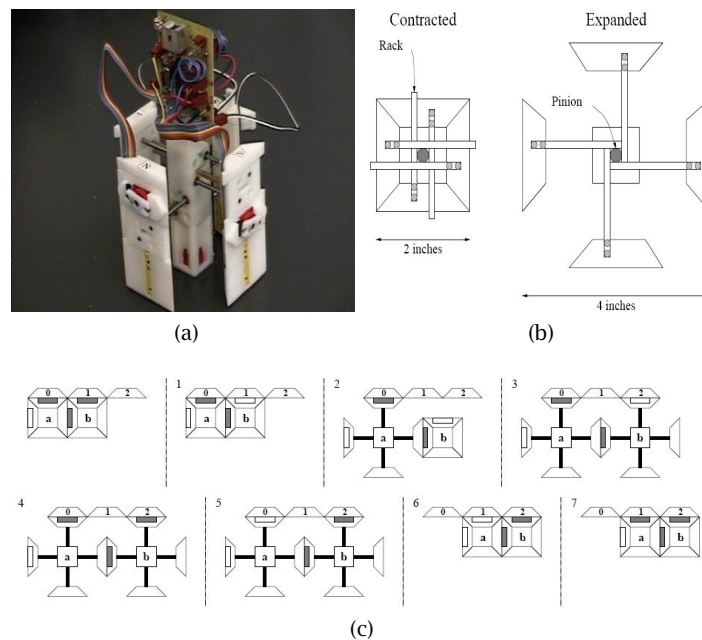 Contracted
Expanded
Rack
Pinion
2 inches
4 inches
(a)
(b)
0 1 2
a b
1
0 1 2
a b
2
0 1 2
a b
3
0 1 2
a b
4
0 1 2
a b
5
0 1 2
a b
6
0 1 2
a b
7
0 1 2
a b
(c)